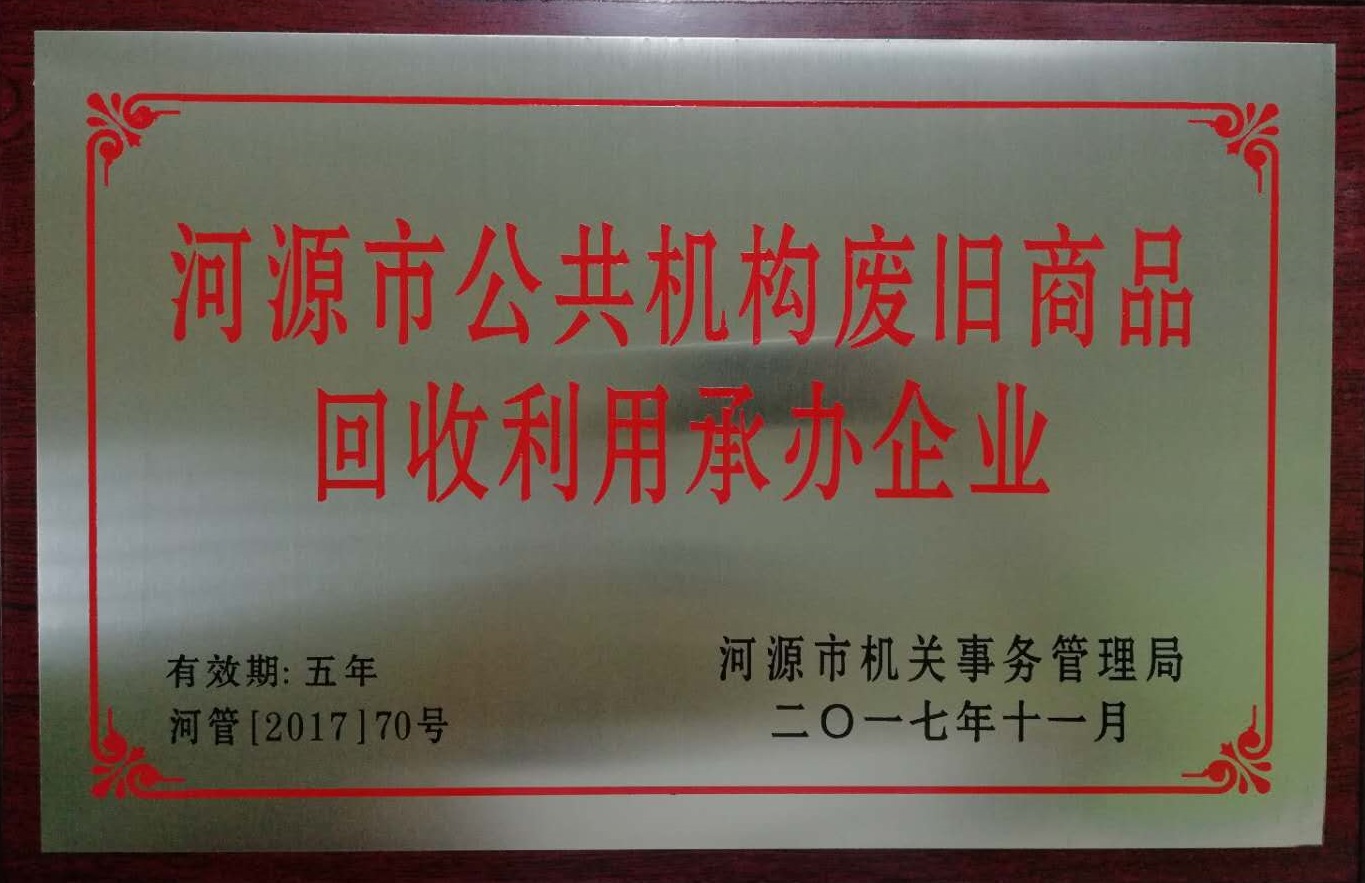 河源市公共机构废旧商品
回收利用承办企业
有效期: 五年
河管[2017]70号
河源市机关事务管理局
二〇一七年十一月